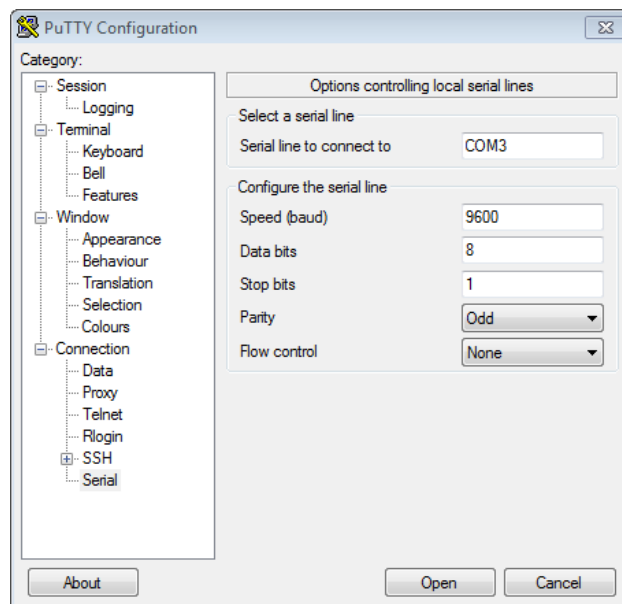 PuTTY Configuration
Category:
Session
Logging
Terminal
Keyboard
Bell
Features
Window
Appearance
Behaviour
Translation
Selection
Colours
Connection
Data
Proxy
Telnet
Rlogin
SSH
Serial
Options controlling local serial lines
Select a serial line
Serial line to connect to COM3
Configure the serial line
Speed (baud) 9600
Data bits 8
Stop bits 1
Parity Odd
Flow control None
About Open Cancel